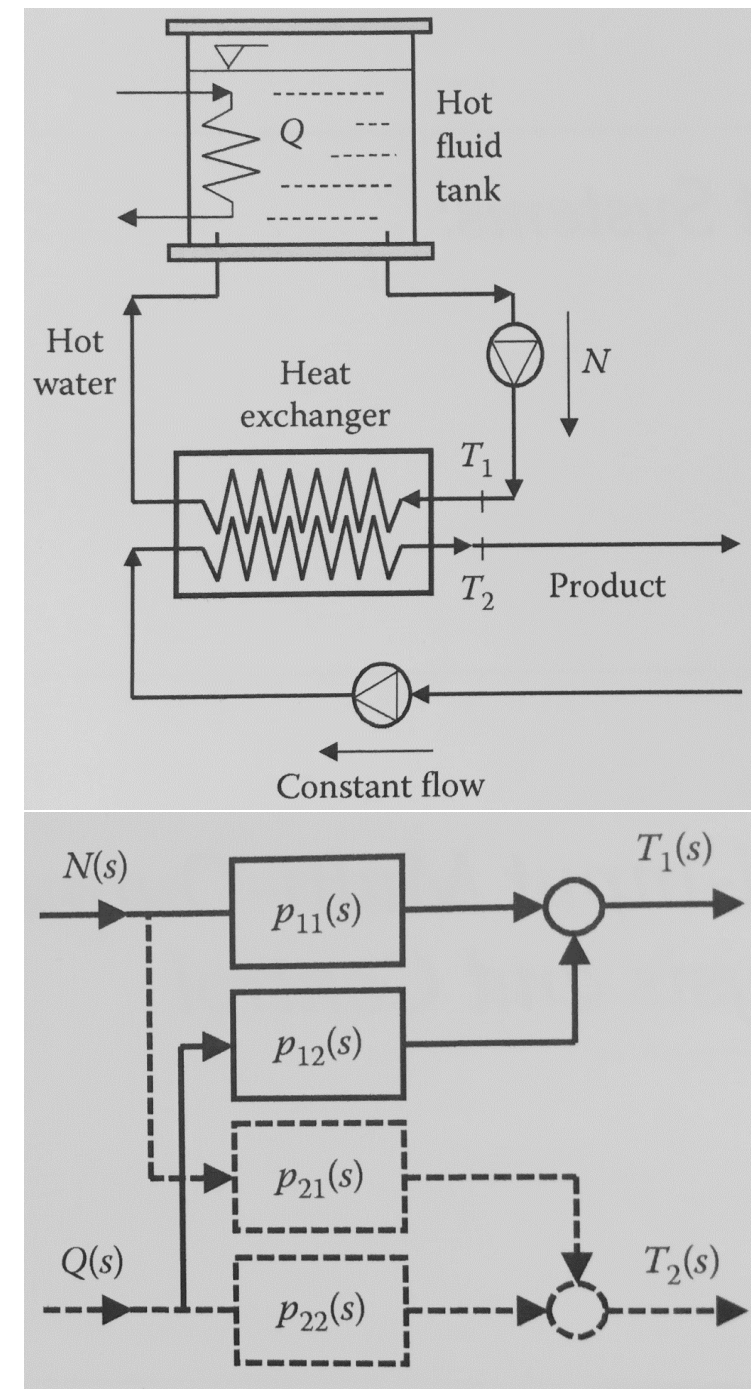 Hot
fluid
tank
Q
Hot
water
Heat
exchanger
N
T₁
T₂
Product
Constant flow
N(s)
p₁₁(s)
T₁(s)
p₁₂(s)
p₂₁(s)
Q(s)
p₂₂(s)
T₂(s)